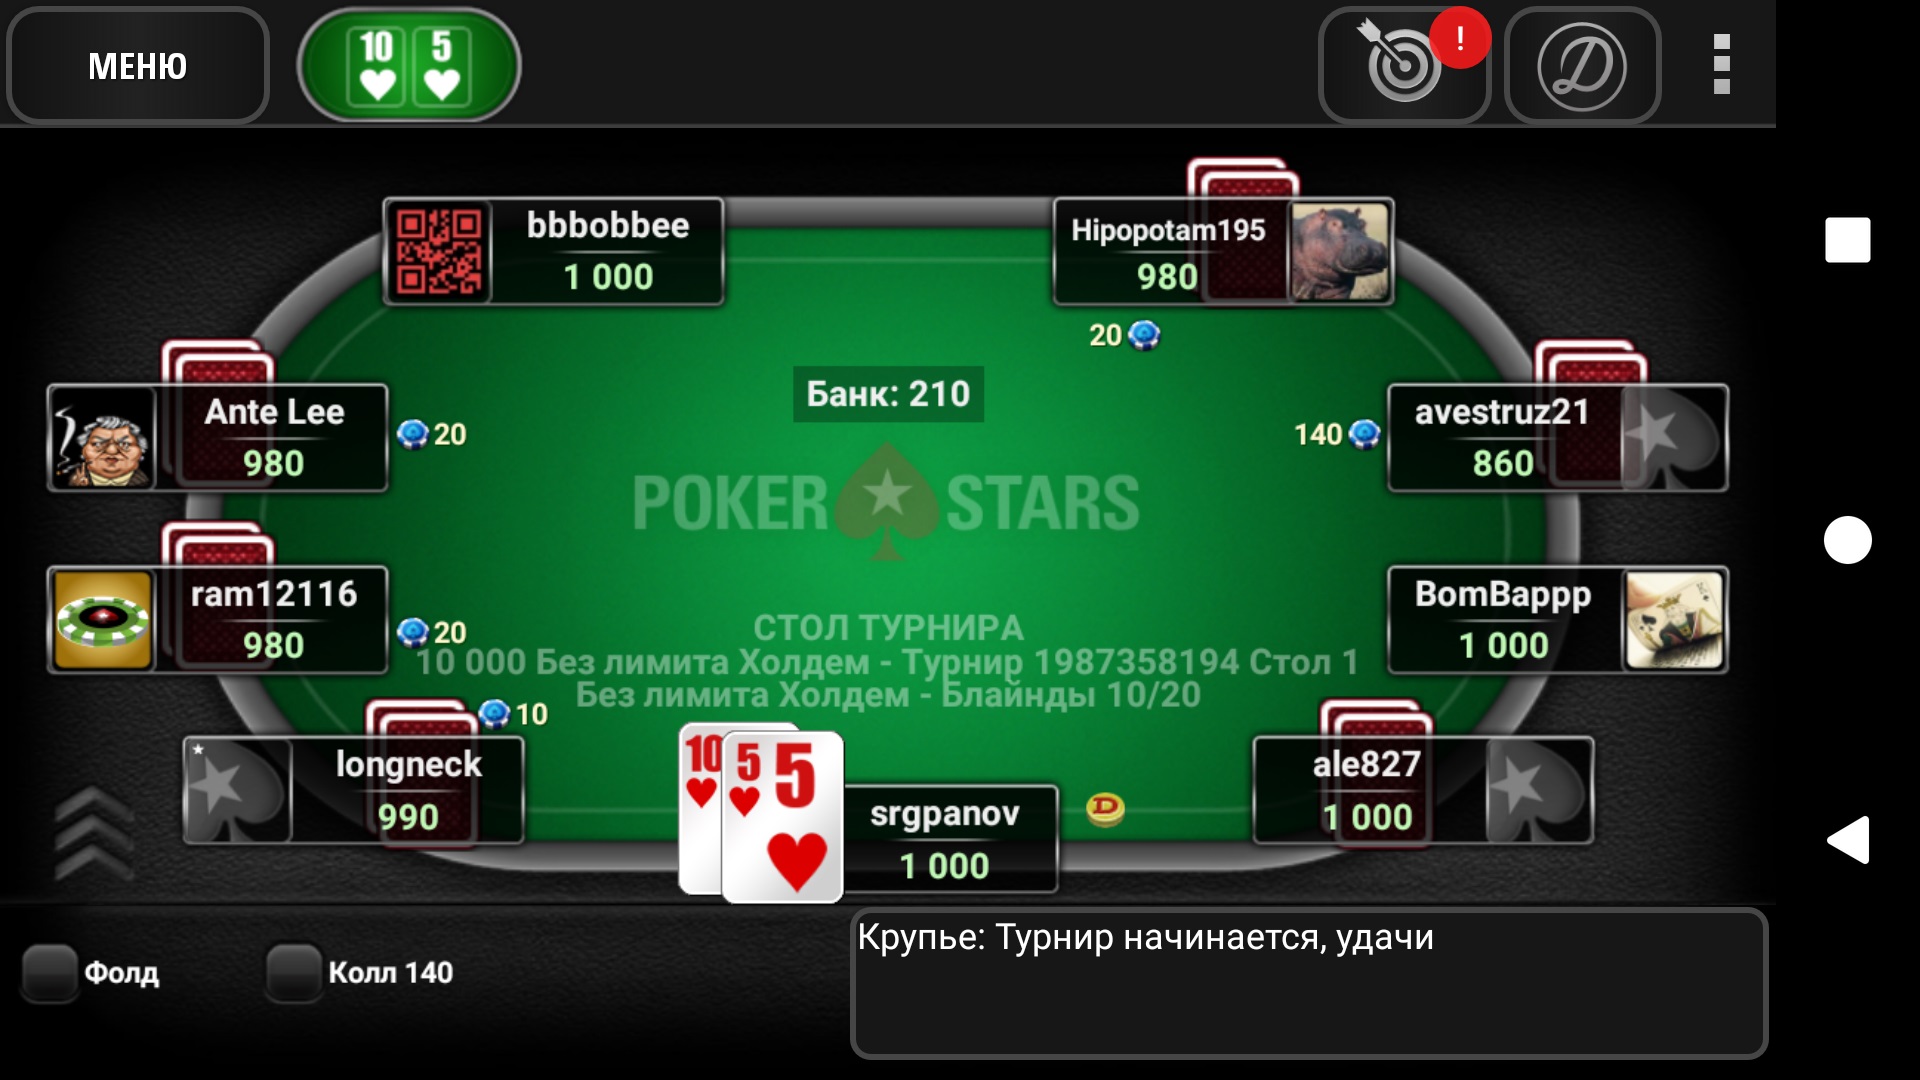 МЕНЮ
10 5
!
D
bbbobbee
1 000
Hipopotam195
980
20
Банк: 210
Ante Lee
980
20
140
avestruz21
860
POKER STARS
ram12116
980
20
BomBappp
1 000
СТОЛ ТУРНИРА
10 000 Без лимита Холдем - Турнир 1987358194 Стол 1
Без лимита Холдем - Блайнды 10/20
10
longneck
990
10 5 5
srgpanov
1 000
D
ale827
1 000
Фолд
Колл 140
Крупье: Турнир начинается, удачи